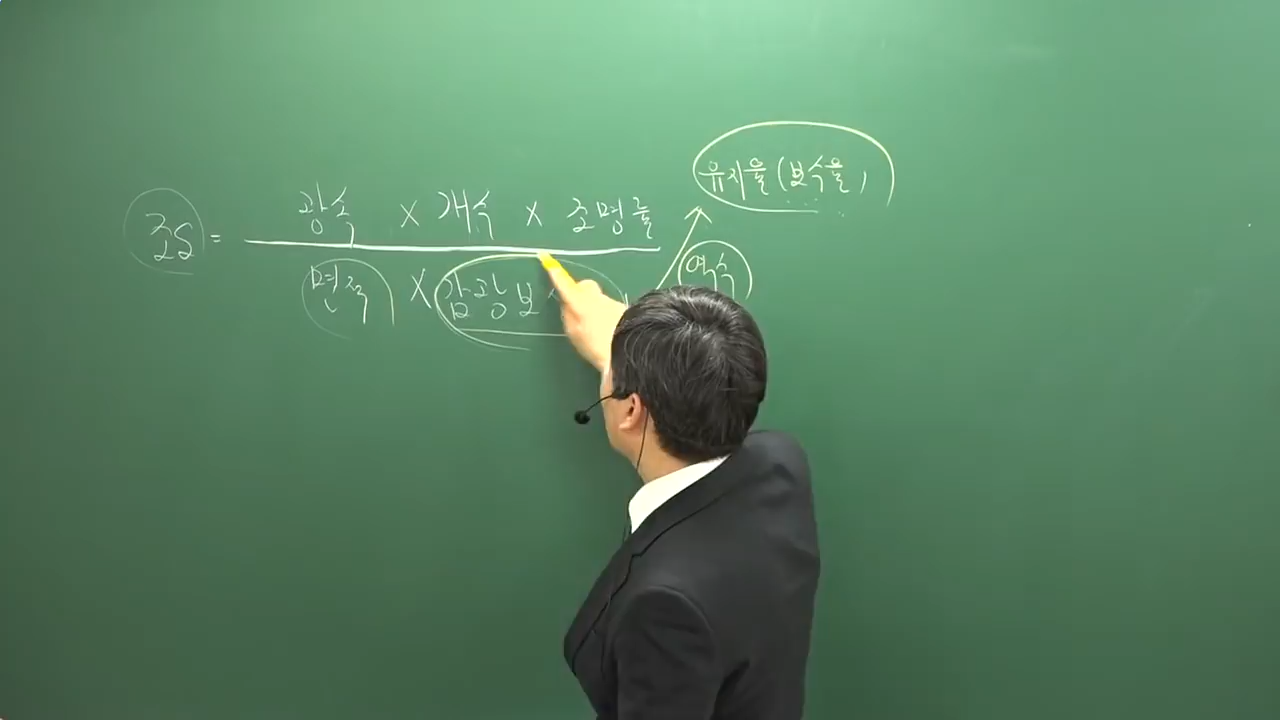 유지율(보수율)
조도 = 광속 × 개수 × 조명률
면적 × 감광보
역수